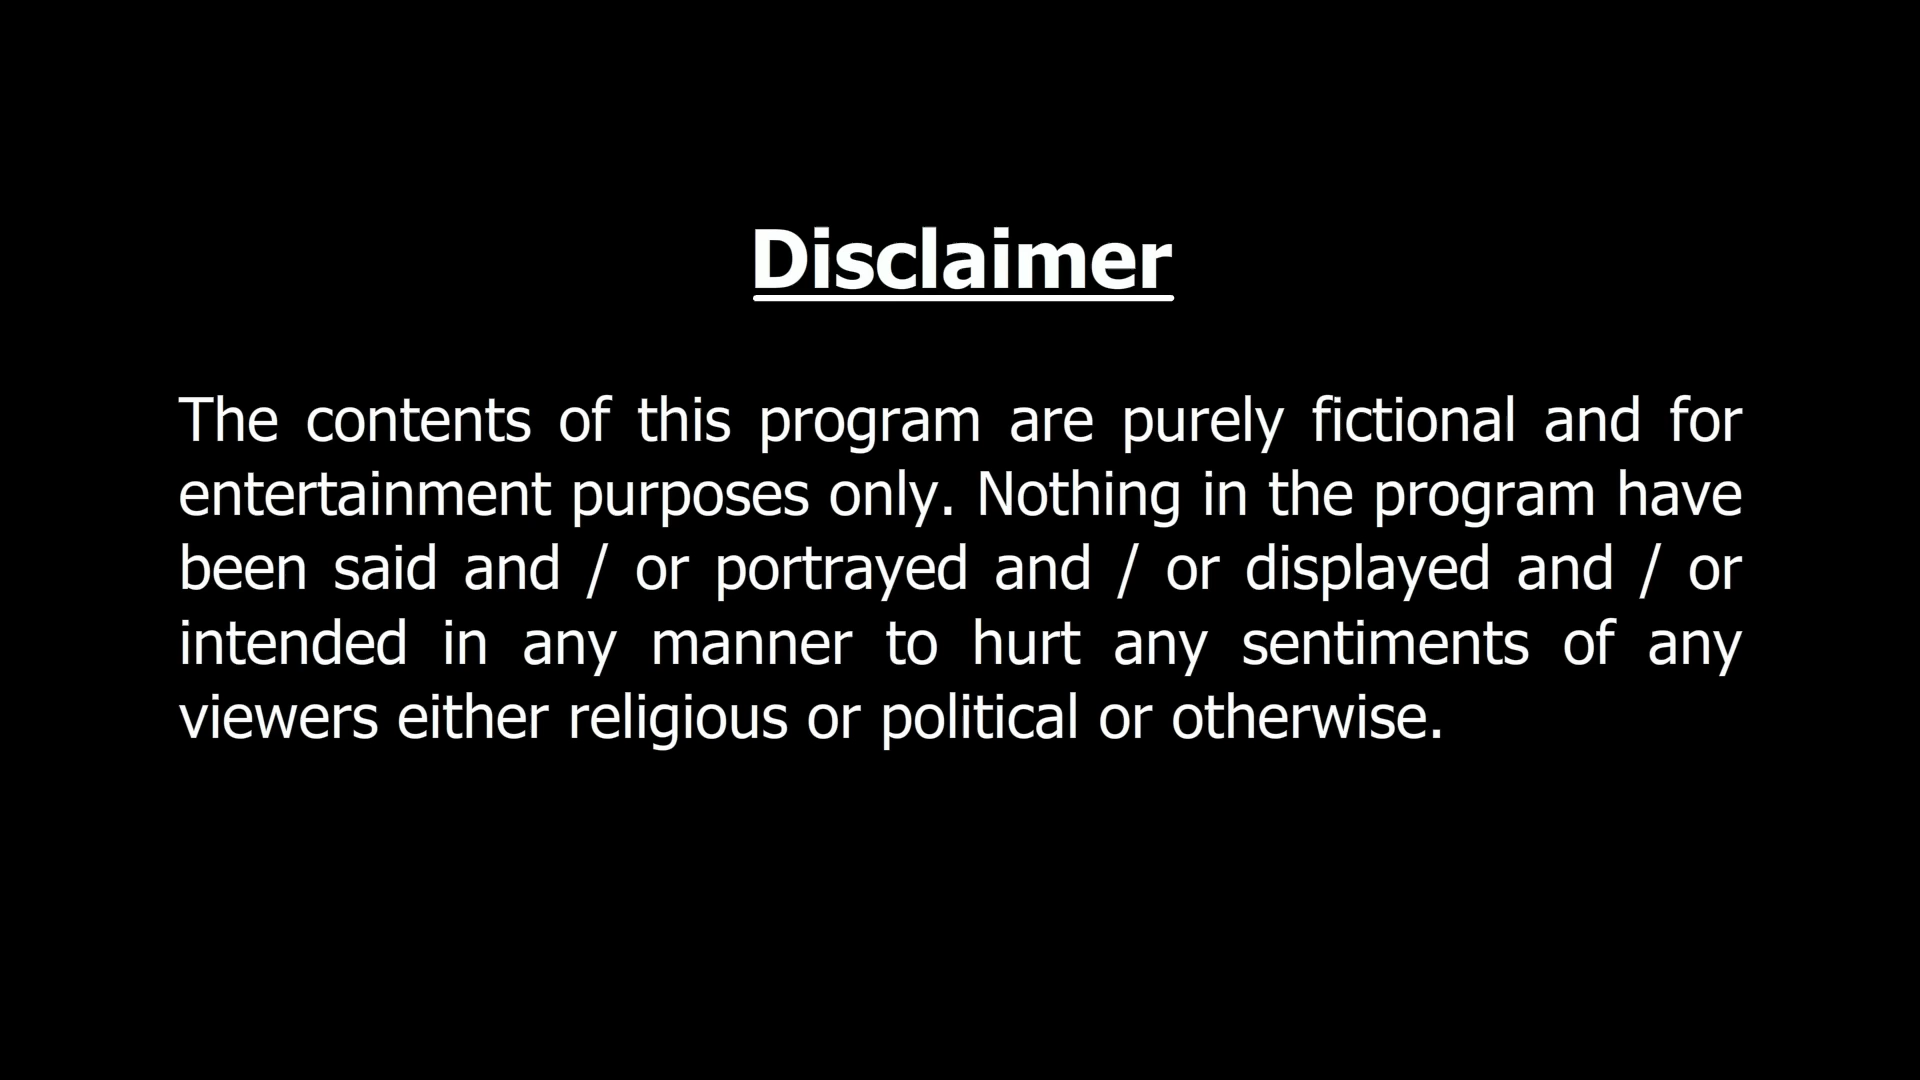 Disclaimer
The contents of this program are purely fictional and for
entertainment purposes only. Nothing in the program have
been said and / or portrayed and / or displayed and / or
intended in any manner to hurt any sentiments of any
viewers either religious or political or otherwise.